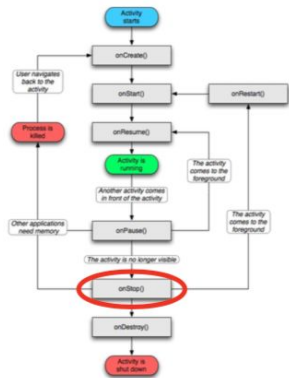 Activity
starts
onCreate()
User navigates
back to the
activity
onStart()
onRestart()
Process is
killed
onResume()
Activity is
running
Another activity comes
in front of the activity
The activity
comes to the
foreground
Other applications
need memory
onPause()
The activity
comes to the
foreground
The activity is no longer visible
onStop()
onDestroy()
Activity is
shut down